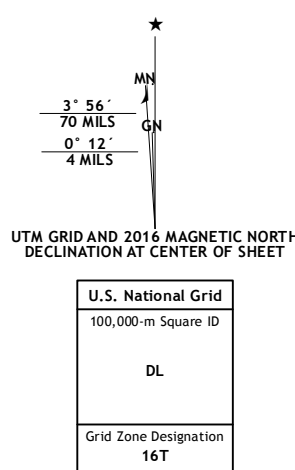 ★
MN
3° 56´
70 MILS
GN
0° 12´
4 MILS
UTM GRID AND 2016 MAGNETIC NORTH
DECLINATION AT CENTER OF SHEET
U.S. National Grid
100,000-m Square ID
DL
Grid Zone Designation
16T